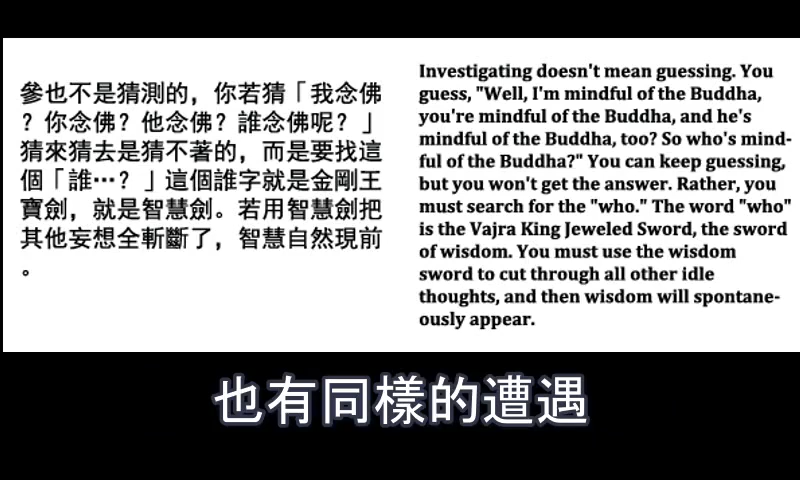 參也不是猜測的，你若猜「我念佛
？你念佛？他念佛？誰念佛呢？」
猜來猜去是猜不著的，而是要找這
個「誰…？」這個誰字就是金剛王
寶劍，就是智慧劍。若用智慧劍把
其他妄想全斬斷了，智慧自然現前
。
Investigating doesn't mean guessing. You
guess, "Well, I'm mindful of the Buddha,
you're mindful of the Buddha, and he's
mindful of the Buddha, too? So who's mind-
ful of the Buddha?" You can keep guessing,
but you won't get the answer. Rather, you
must search for the "who." The word "who"
is the Vajra King Jeweled Sword, the sword
of wisdom. You must use the wisdom
sword to cut through all other idle
thoughts, and then wisdom will spontane-
ously appear.
也有同樣的遭遇